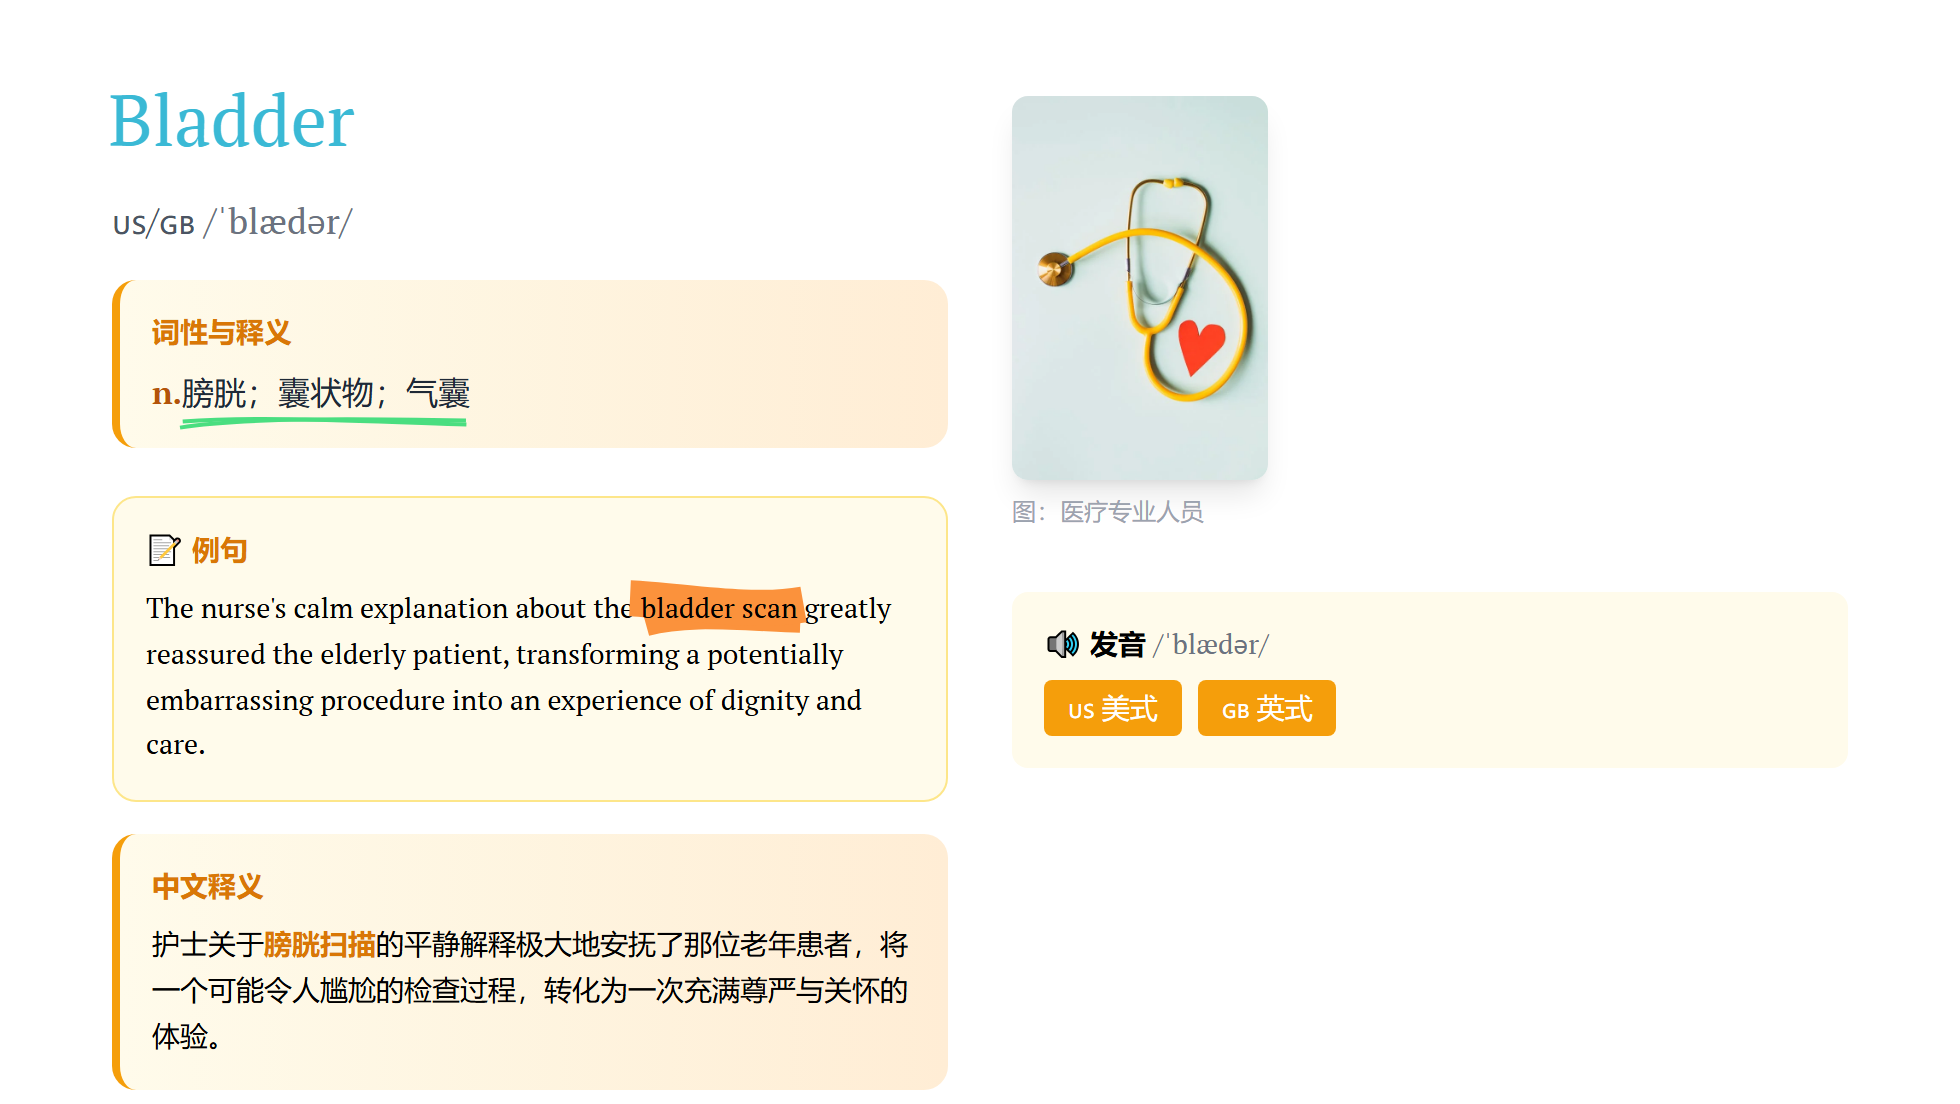 Bladder
US/GB /ˈblædər/
词性与释义
n.膀胱；囊状物；气囊
📝 例句
The nurse's calm explanation about the bladder scan greatly
reassured the elderly patient, transforming a potentially
embarrassing procedure into an experience of dignity and
care.
中文释义
护士关于膀胱扫描的平静解释极大地安抚了那位老年患者，将
一个可能令人尴尬的检查过程，转化为一次充满尊严与关怀的
体验。
图：医疗专业人员
🔊 发音 /ˈblædər/
US 美式
GB 英式